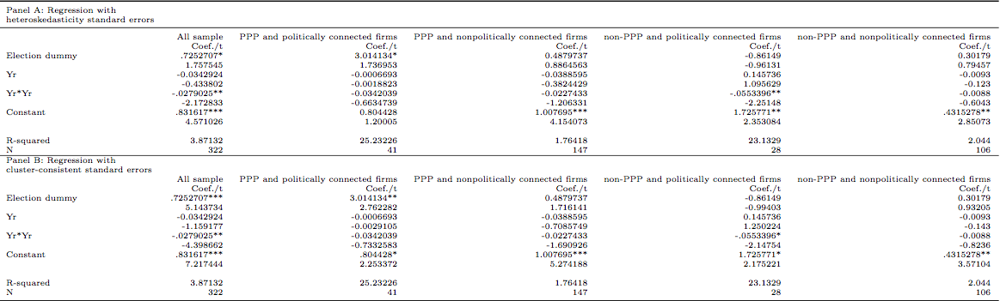 Panel A: Regression with
heteroskedasticity standard errors
All sample PPP and politically connected firms PPP and nonpolitically connected firms non-PPP and politically connected firms non-PPP and nonpolitically connected firms
Coef./t Coef./t Coef./t Coef./t Coef./t
Election dummy .7252707* 3.014134* 0.4879737 -0.86149 0.30179
1.757545 1.736953 0.8864563 -0.96131 0.79457
Yr -0.0342924 -0.0006693 -0.0388595 0.145736 -0.0093
-0.433802 -0.0018823 -0.3824429 1.095629 -0.123
Yr*Yr -.0279025** -0.0342039 -0.0227433 -.0553396** -0.0088
-2.172833 -0.6634739 -1.206331 -2.25148 -0.6043
Constant .831617*** 0.804428 1.007695*** 1.725771** .4315278**
4.571026 1.20005 4.154073 2.353084 2.85073
R-squared 3.87132 25.23226 1.76418 23.1329 2.044
N 322 41 147 28 106
Panel B: Regression with
cluster-consistent standard errors
All sample PPP and politically connected firms PPP and nonpolitically connected firms non-PPP and politically connected firms non-PPP and nonpolitically connected firms
Coef./t Coef./t Coef./t Coef./t Coef./t
Election dummy .7252707*** 3.014134** 0.4879737 -0.86149 0.30179
5.143734 2.762282 1.716141 -0.99403 0.93205
Yr -0.0342924 -0.0006693 -0.0388595 0.145736 -0.0093
-1.159177 -0.0029105 -0.7085749 1.250224 -0.143
Yr*Yr -.0279025** -0.0342039 -0.0227433 -.0553396* -0.0088
-4.398662 -0.7332583 -1.690926 -2.14754 -0.8236
Constant .831617*** .804428* 1.007695*** 1.725771* .4315278**
7.217444 2.253372 5.274188 2.175221 3.57104
R-squared 3.87132 25.23226 1.76418 23.1329 2.044
N 322 41 147 28 106